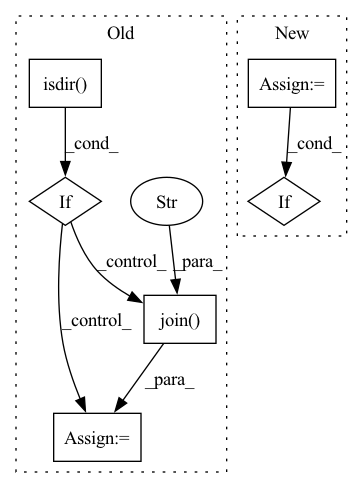 Old
New
isdir()
Assign:=
_cond_
_cond_
If
Str
If
_control_
_para_
_control_
join()
_para_
Assign:=